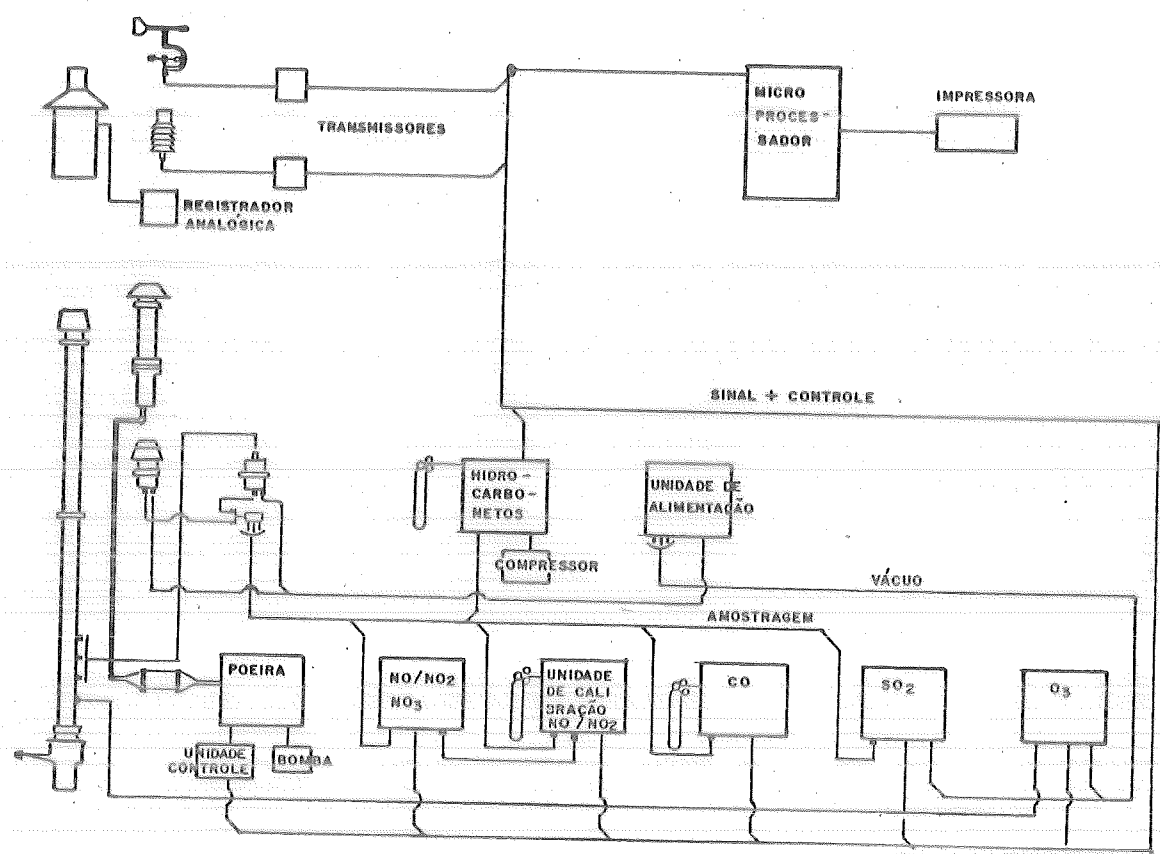 MICRO
PROCES-
SADOR
IMPRESSORA
TRANSMISSORES
REGISTRADOR
ANALÓGICA
SINAL + CONTROLE
HIDRO-
CARBO-
NETOS
UNIDADE DE
ALIMENTAÇÃO
COMPRESSOR
VÁCUO
AMOSTRAGEM
POEIRA
NO/NO2
NO3
UNIDADE
DE CALI
BRAÇÃO
NO/NO2
CO
SO2
O3
UNIDADE
CONTROLE
BOMBA